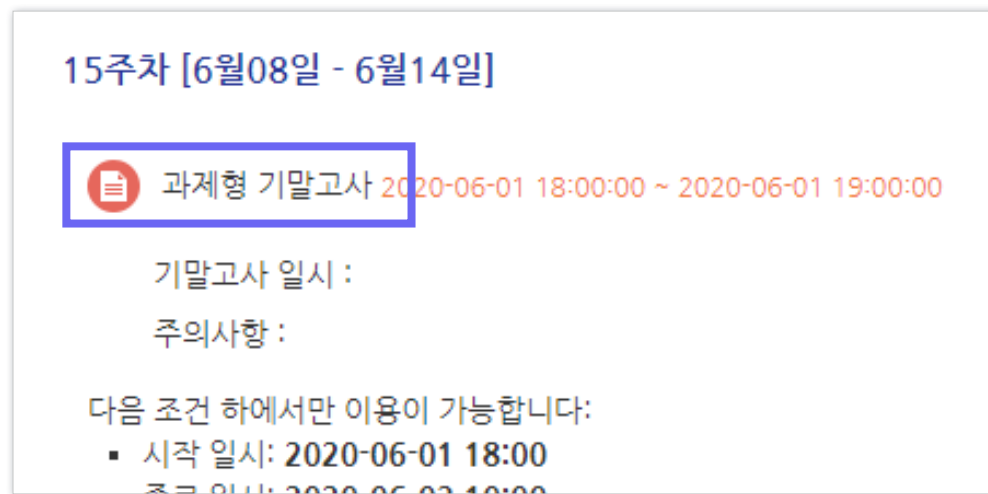 15주차 [6월08일 - 6월14일]
과제형 기말고사 2020-06-01 18:00:00 ~ 2020-06-01 19:00:00
기말고사 일시 :
주의사항 :
다음 조건 하에서만 이용이 가능합니다:
▪ 시작 일시: 2020-06-01 18:00